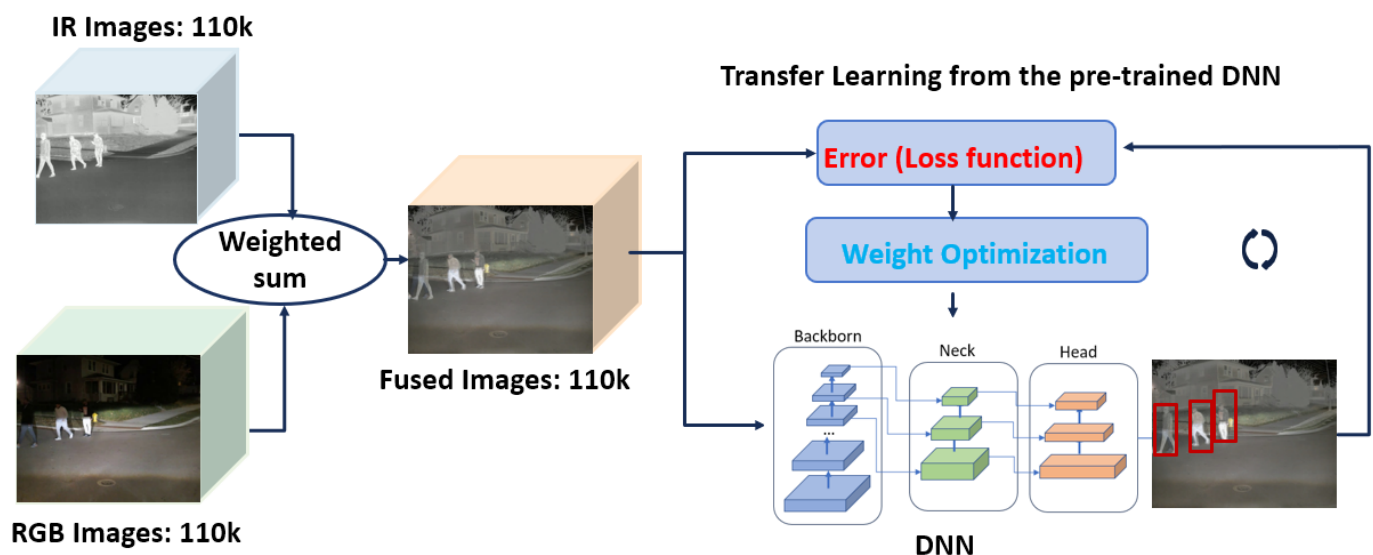 IR Images: 110k
Weighted
sum
RGB Images: 110k
Fused Images: 110k
Transfer Learning from the pre-trained DNN
Error (Loss function)
Weight Optimization
Backborn
Neck
Head
...
DNN